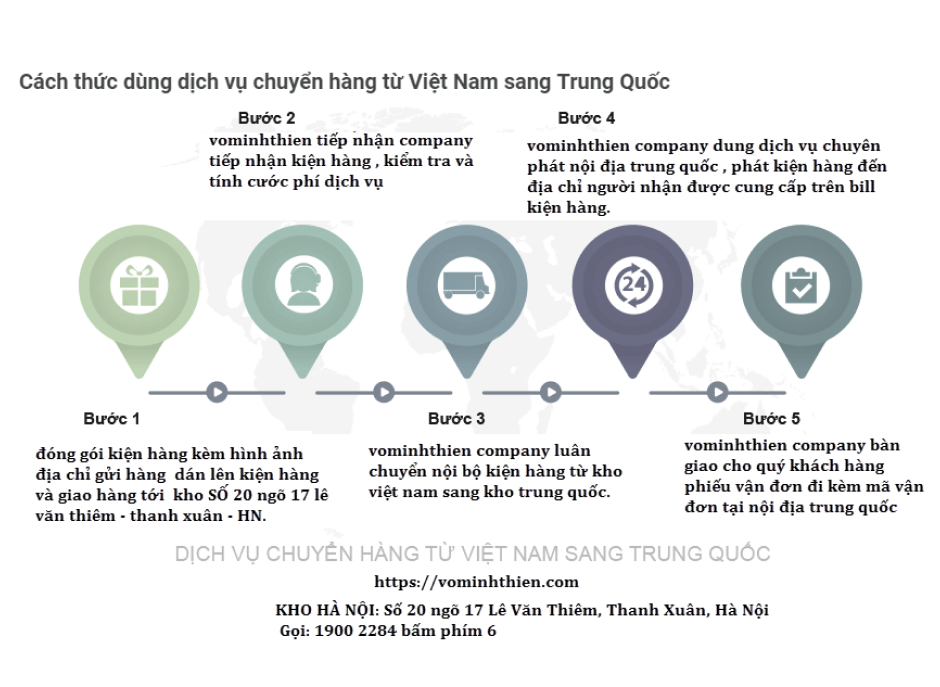 Cách thức dùng dịch vụ chuyển hàng từ Việt Nam sang Trung Quốc
Bước 2
vominhthien tiếp nhận company
tiếp nhận kiện hàng , kiểm tra và
tính cước phí dịch vụ
Bước 4
vominhthien company dung dịch vụ chuyên
phát nội địa trung quốc , phát kiện hàng đến
địa chỉ người nhận được cung cấp trên bill
kiện hàng.
24
Bước 1
đóng gói kiện hàng kèm hình ảnh
địa chỉ gửi hàng dán lên kiện hàng
và giao hàng tới kho SỐ 20 ngõ 17 lê
văn thiêm - thanh xuân - HN.
Bước 3
vominhthien company luân
chuyển nội bộ kiện hàng từ kho
việt nam sang kho trung quốc.
Bước 5
vominhthien company bàn
giao cho quý khách hàng
phiếu vận đơn đi kèm mã vận
đơn tại nội địa trung quốc
DỊCH VỤ CHUYỂN HÀNG TỪ VIỆT NAM SANG TRUNG QUỐC
https://vominhthien.com
KHO HÀ NỘI: Số 20 ngõ 17 Lê Văn Thiêm, Thanh Xuân, Hà Nội
Gọi: 1900 2284 bấm phím 6